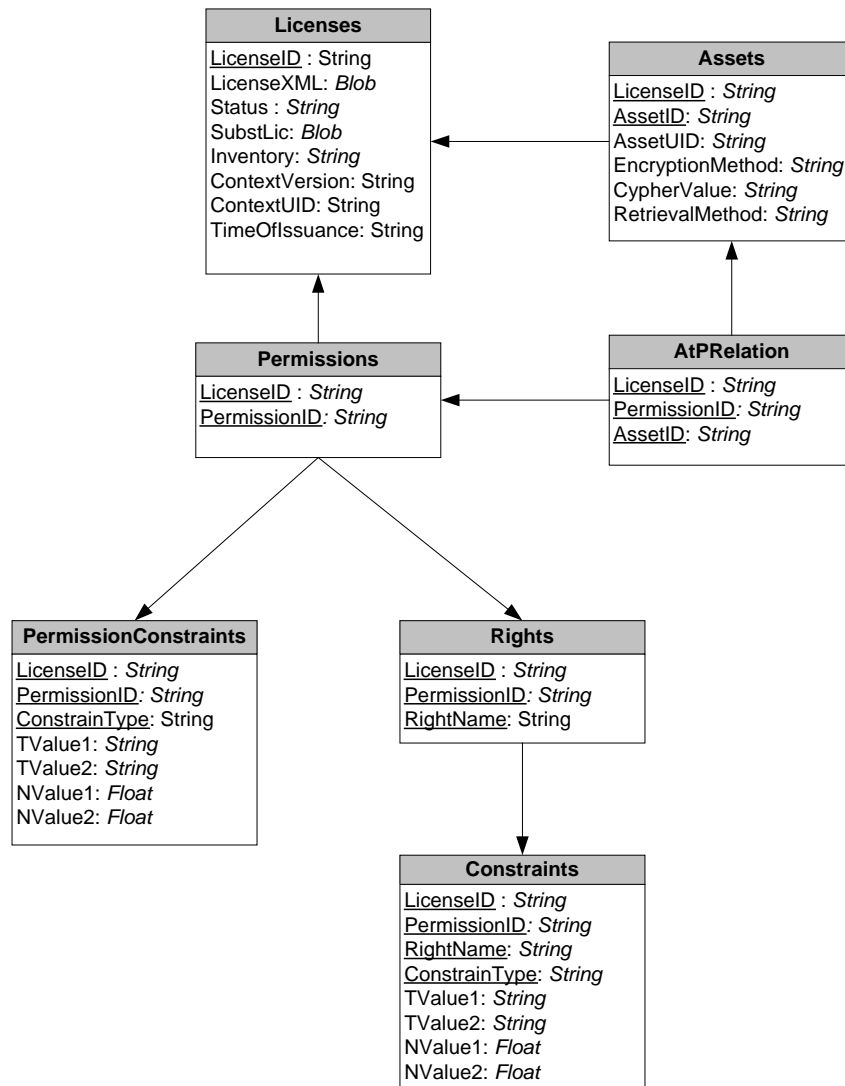 Licenses
LicenseID : String
LicenseXML: Blob
Status : String
SubstLic: Blob
Inventory: String
ContextVersion: String
ContextUID: String
TimeOfIssuance: String
Assets
LicenseID : String
AssetID: String
AssetUID: String
EncryptionMethod: String
CypherValue: String
RetrievalMethod: String
Permissions
LicenseID : String
PermissionID: String
AtPRelation
LicenseID : String
PermissionID: String
AssetID: String
PermissionConstraints
LicenseID : String
PermissionID: String
ConstrainType: String
TValue1: String
TValue2: String
NValue1: Float
NValue2: Float
Rights
LicenseID : String
PermissionID: String
RightName: String
Constraints
LicenseID : String
PermissionID: String
RightName: String
ConstrainType: String
TValue1: String
TValue2: String
NValue1: Float
NValue2: Float